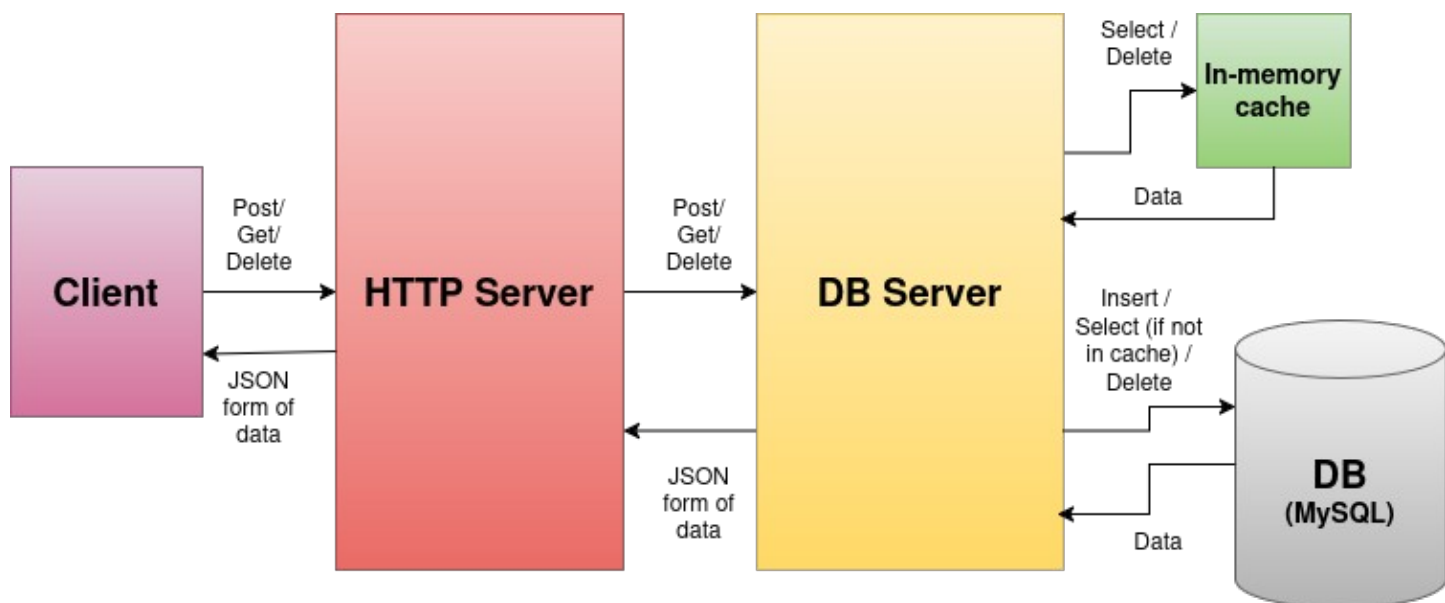 Client
Post/
Get/
Delete
JSON
form of
data
HTTP Server
Post/
Get/
Delete
JSON
form of
data
DB Server
Select /
Delete
In-memory
cache
Data
Insert /
Select (if not
in cache) /
Delete
DB
(MySQL)
Data